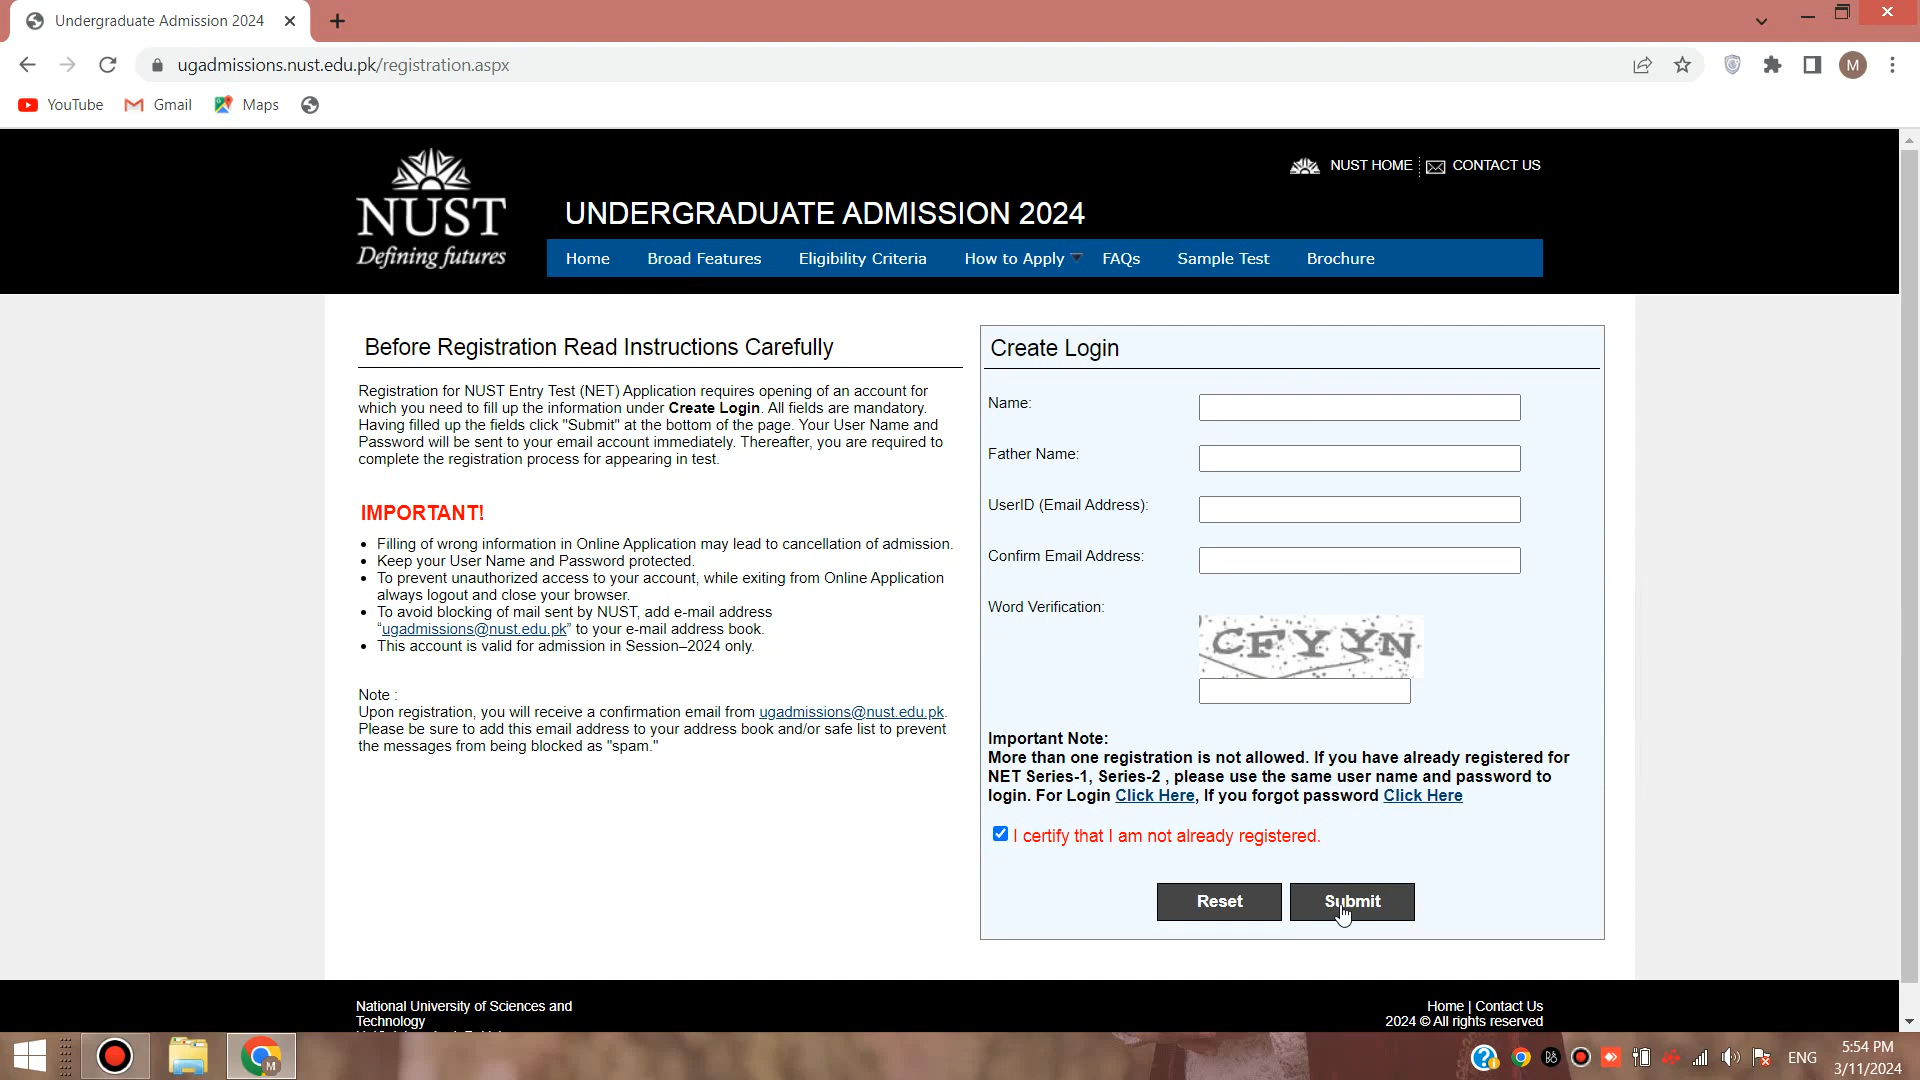 Undergraduate Admission 2024
ugadmissions.nust.edu.pk/registration.aspx
M
YouTube
Gmail
Maps
NUST
Defining futures
NUST HOME
CONTACT US
UNDERGRADUATE ADMISSION 2024
Home
Broad Features
Eligibility Criteria
How to Apply
FAQs
Sample Test
Brochure
Before Registration Read Instructions Carefully
Registration for NUST Entry Test (NET) Application requires opening of an account for
which you need to fill up the information under Create Login. All fields are mandatory.
Having filled up the fields click "Submit" at the bottom of the page. Your User Name and
Password will be sent to your email account immediately. Thereafter, you are required to
complete the registration process for appearing in test.
IMPORTANT!
• Filling of wrong information in Online Application may lead to cancellation of admission.
• Keep your User Name and Password protected.
• To prevent unauthorized access to your account, while exiting from Online Application
always logout and close your browser.
• To avoid blocking of mail sent by NUST, add e-mail address
“ugadmissions@nust.edu.pk” to your e-mail address book.
• This account is valid for admission in Session–2024 only.
Note :
Upon registration, you will receive a confirmation email from ugadmissions@nust.edu.pk.
Please be sure to add this email address to your address book and/or safe list to prevent
the messages from being blocked as "spam."
Create Login
Name:
Father Name:
UserID (Email Address):
Confirm Email Address:
Word Verification:
CFYYN
Important Note:
More than one registration is not allowed. If you have already registered for
NET Series-1, Series-2 , please use the same user name and password to
login. For Login Click Here, If you forgot password Click Here
I certify that I am not already registered.
Reset
Submit
National University of Sciences and
Technology
Home | Contact Us
2024 © All rights reserved
M
ENG
5:54 PM
3/11/2024